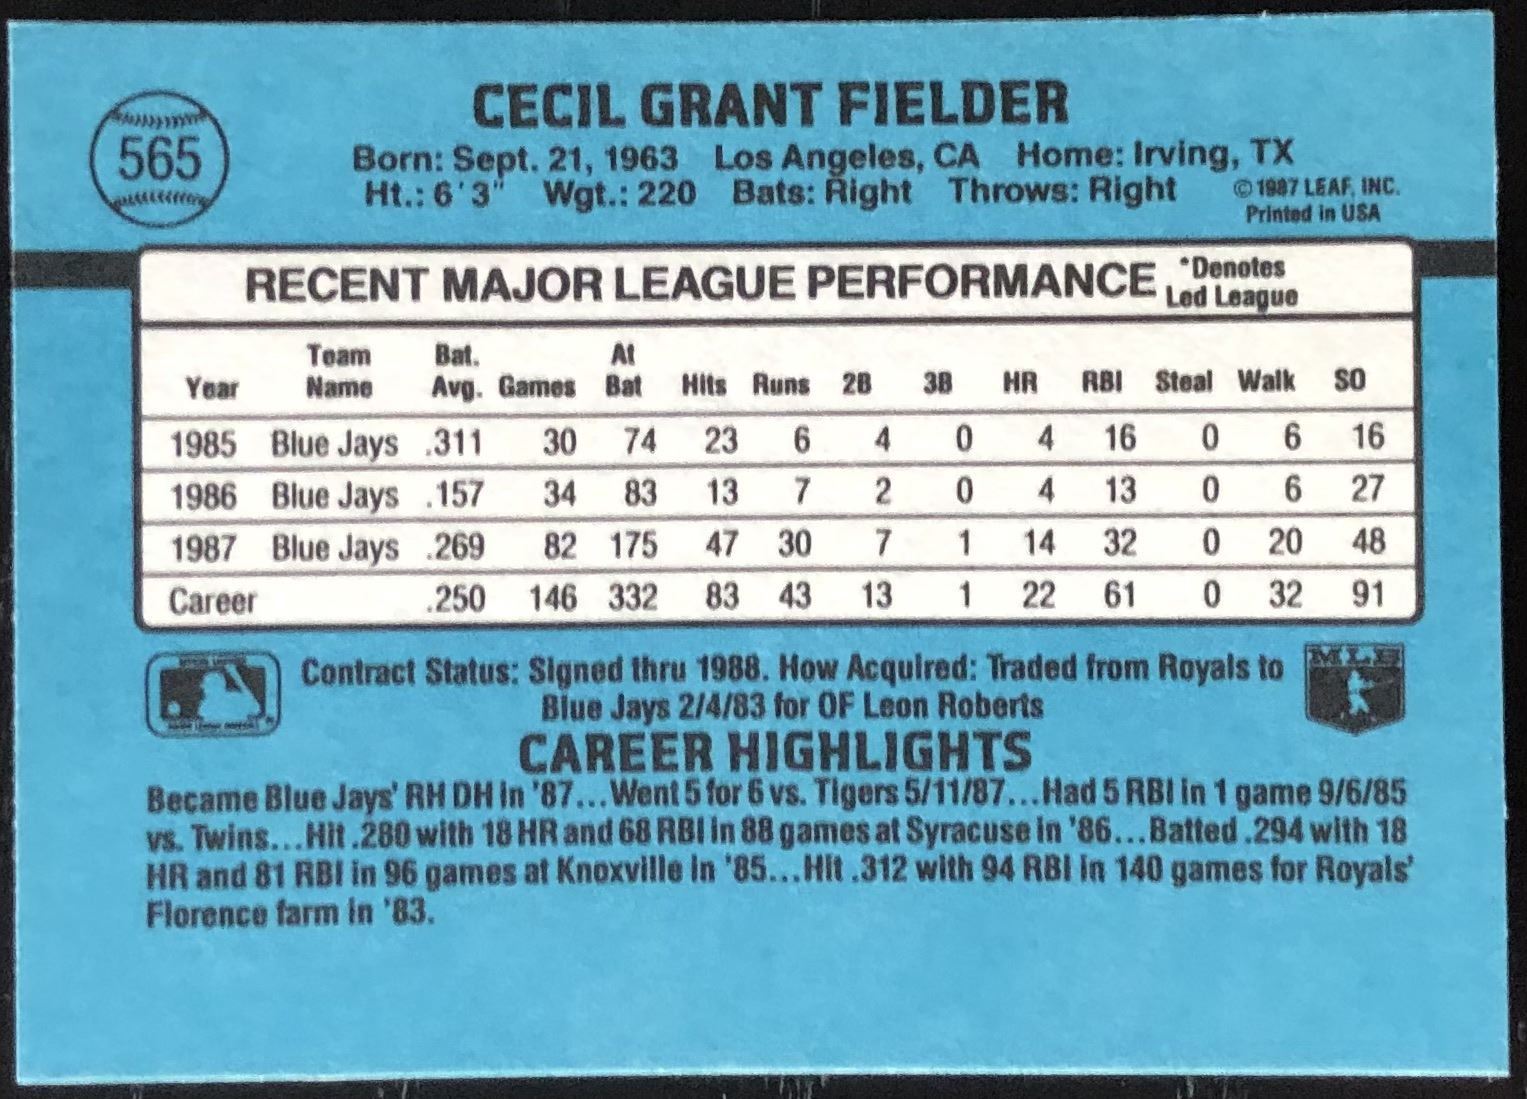 565
CECIL GRANT FIELDER
Born: Sept. 21, 1963 Los Angeles, CA Home: Irving, TX
Ht.: 6'3" Wgt.: 220 Bats: Right Throws: Right
© 1987 LEAF, INC.
Printed in USA
RECENT MAJOR LEAGUE PERFORMANCE
*Denotes
Led League
Year Team Name Bat. Avg. Games At Bat Hits Runs 2B 3B HR RBI Steal Walk SO
1985 Blue Jays .311 30 74 23 6 4 0 4 16 0 6 16
1986 Blue Jays .157 34 83 13 7 2 0 4 13 0 6 27
1987 Blue Jays .269 82 175 47 30 7 1 14 32 0 20 48
Career .250 146 332 83 43 13 1 22 61 0 32 91
Contract Status: Signed thru 1988. How Acquired: Traded from Royals to
Blue Jays 2/4/83 for OF Leon Roberts
MLB
CAREER HIGHLIGHTS
Became Blue Jays' RH DH in '87...Went 5 for 6 vs. Tigers 5/11/87...Had 5 RBI in 1 game 9/6/85
vs. Twins...Hit .280 with 18 HR and 68 RBI in 88 games at Syracuse in '86...Batted .294 with 18
HR and 81 RBI in 96 games at Knoxville in '85...Hit .312 with 94 RBI in 140 games for Royals'
Florence farm in '83.